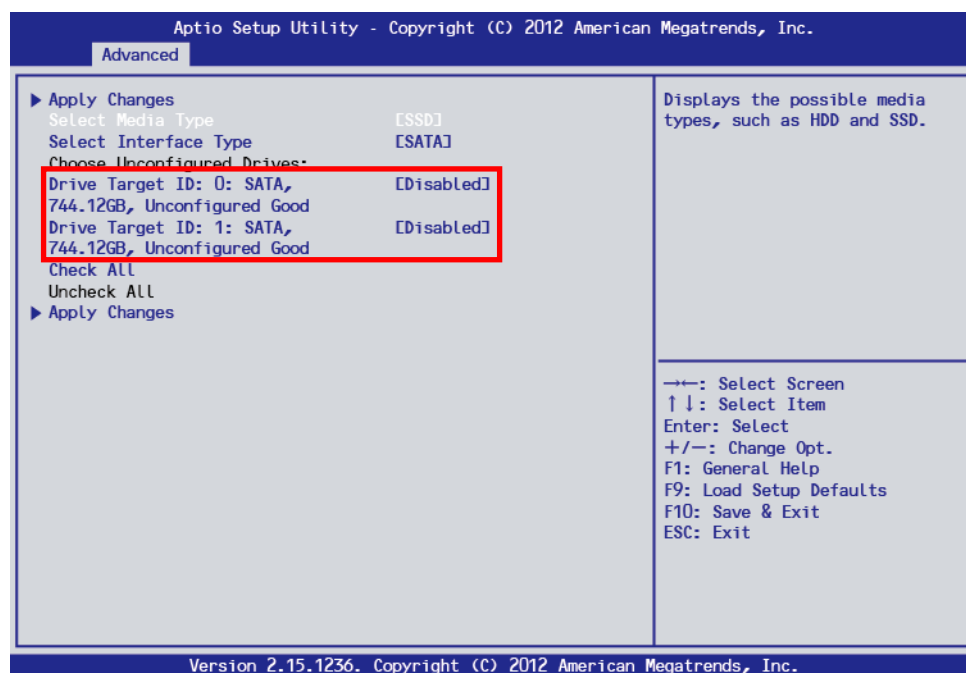 Aptio Setup Utility - Copyright (C) 2012 American Megatrends, Inc.
Advanced
Apply Changes
Select Media Type [SSD]
Select Interface Type [SATA]
Choose Unconfigured Drives:
Drive Target ID: 0: SATA, [Disabled]
744.12GB, Unconfigured Good
Drive Target ID: 1: SATA, [Disabled]
744.12GB, Unconfigured Good
Check All
Uncheck All
Apply Changes
Displays the possible media
types, such as HDD and SSD.
→←: Select Screen
↑↓: Select Item
Enter: Select
+/-: Change Opt.
F1: General Help
F9: Load Setup Defaults
F10: Save & Exit
ESC: Exit
Version 2.15.1236. Copyright (C) 2012 American Megatrends, Inc.